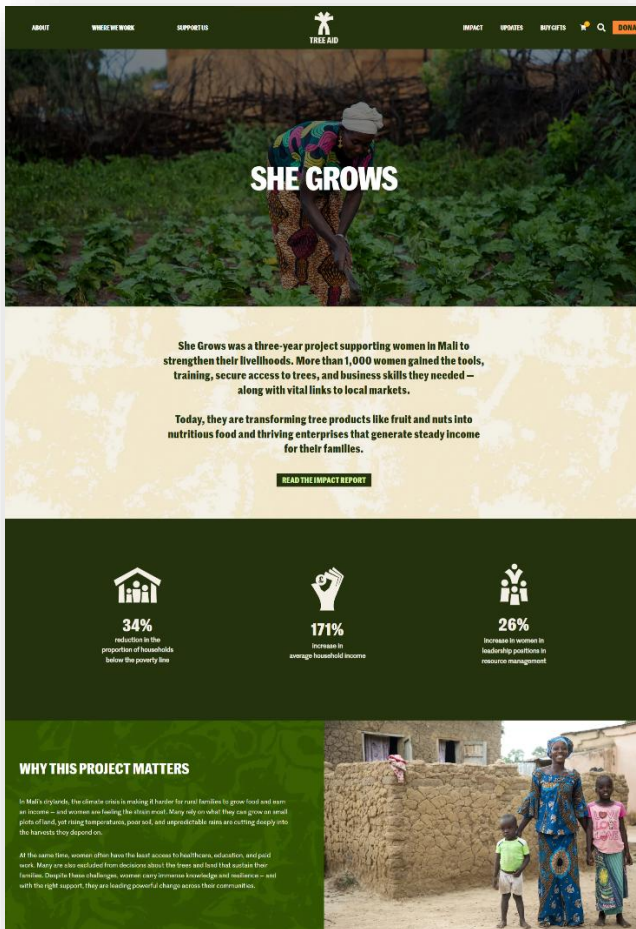 ABOUT
WHERE WE WORK
SUPPORT US
TREE AID
IMPACT
UPDATES
BUY GIFTS
DONA
SHE GROWS
She Grows was a three-year project supporting women in Mali to
strengthen their livelihoods. More than 1,000 women gained the tools,
training, secure access to trees, and business skills they needed –
along with vital links to local markets.
Today, they are transforming tree products like fruit and nuts into
nutritious food and thriving enterprises that generate steady income
for their families.
READ THE IMPACT REPORT
34%
reduction in the
proportion of households
below the poverty line
171%
increase in
average household income
26%
increase in women in
leadership positions in
resource management
WHY THIS PROJECT MATTERS
In Mali's drylands, the climate crisis is making it harder for rural families to grow food and earn
an income – and women are feeling the strain most. Many rely on what they can grow on small
plots of land, yet rising temperatures, poor soil, and unpredictable rains are cutting deeply into
the harvests they depend on.
At the same time, women often have the least access to healthcare, education, and paid
work. Many are also excluded from decisions about the trees and land that sustain their
families. Despite these challenges, women carry immense knowledge and resilience – and
with the right support, they are leading powerful change across their communities.